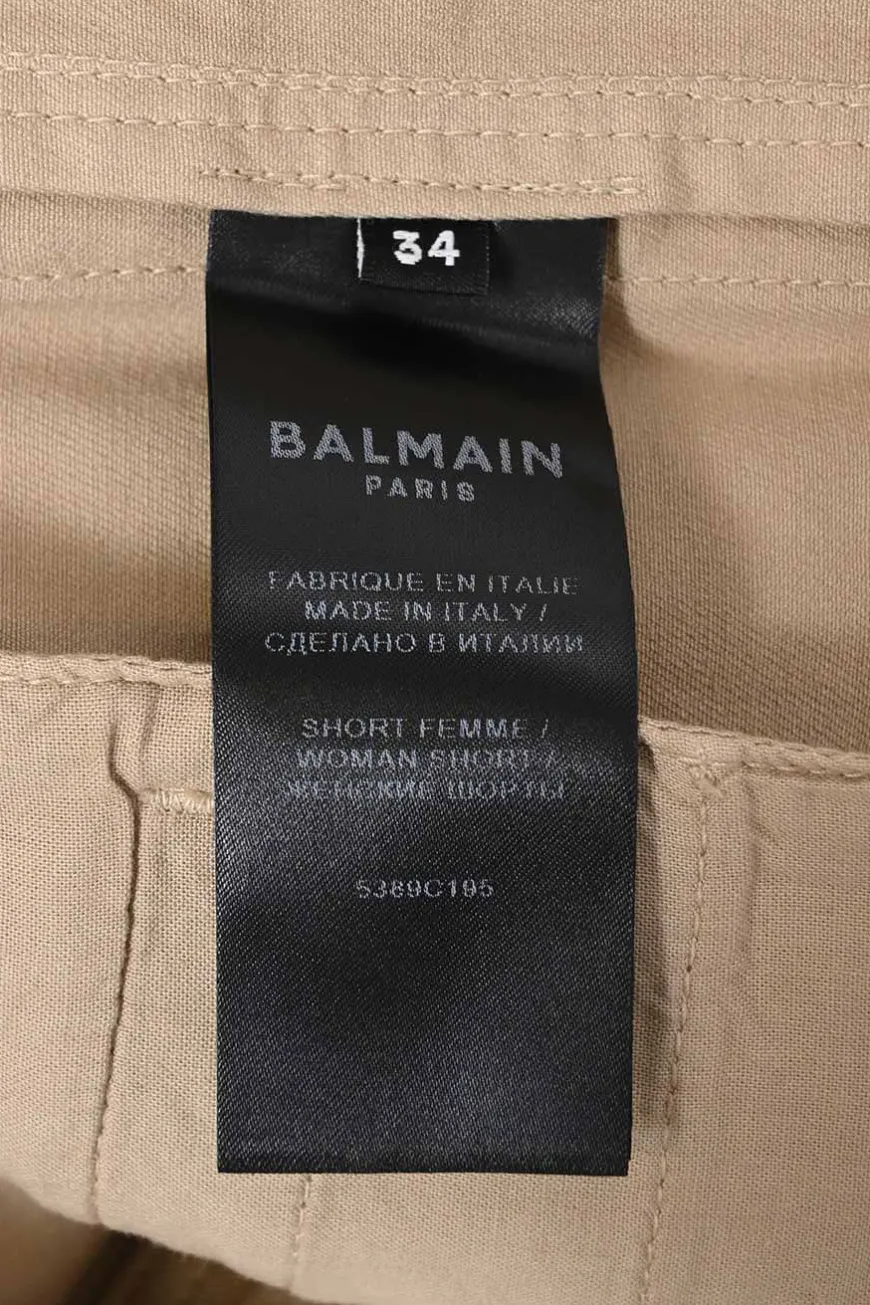 34
BALMAIN
PARIS
FABRIQUE EN ITALIE
MADE IN ITALY /
СДЕЛАНО В ИТАЛИИ
SHORT FEMME /
WOMAN SHORT /
ЖЕНСКИЕ ШОРТЫ
5389C195